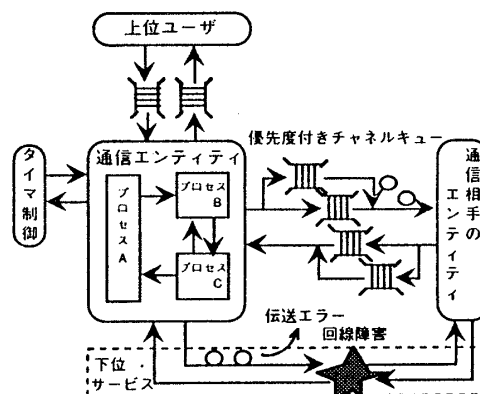 上位ユーザ
優先度付きチャネルキュー
通信エンティティ
タイマ制御
プロセスA
プロセス
B
プロセス
C
通信相手の
エンティティ
伝送エラー
回線障害
下位
サービス